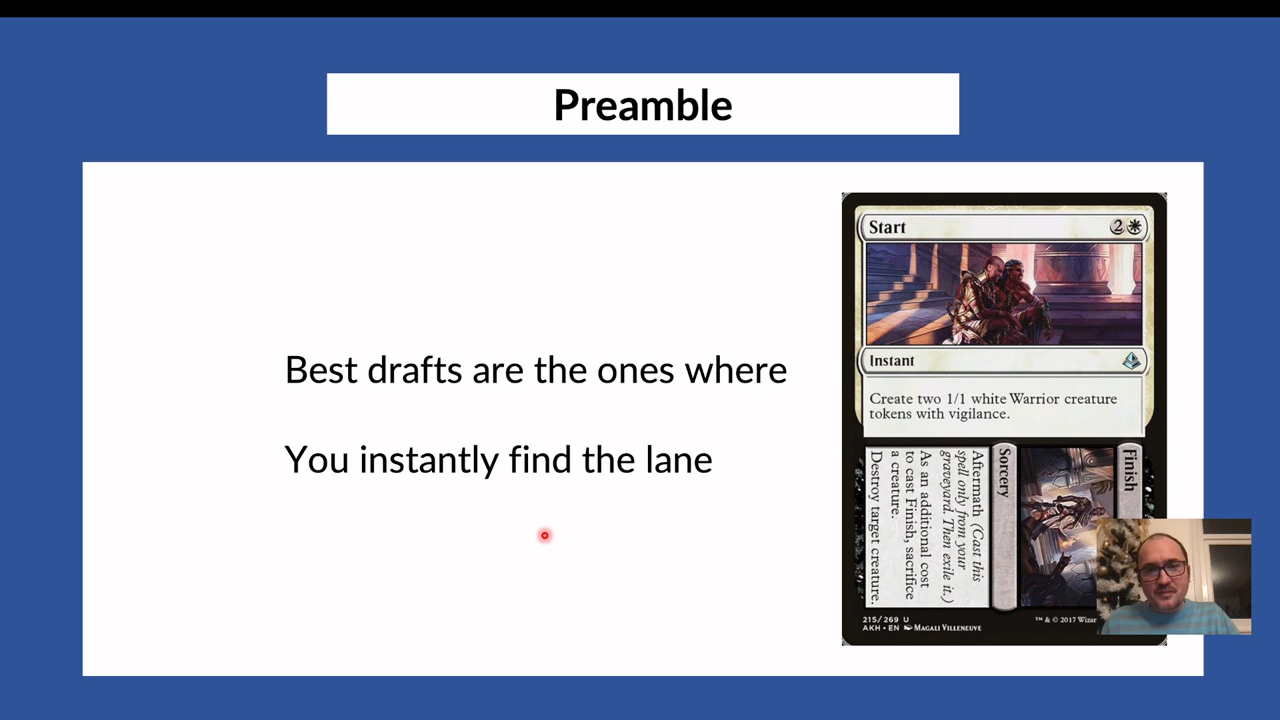 Preamble
Best drafts are the ones where
You instantly find the lane
Start
2
Instant
Create two 1/1 white Warrior creature
tokens with vigilance.
Finish
Sorcery
Aftermath (Cast this
spell only from your
graveyard. Then exile it.)
As an additional cost
to cast Finish, sacrifice
a creature.
Destroy target creature.
215/269 U
AKH • EN MAGALI VILLENEUVE
™ & © 2017 Wizar